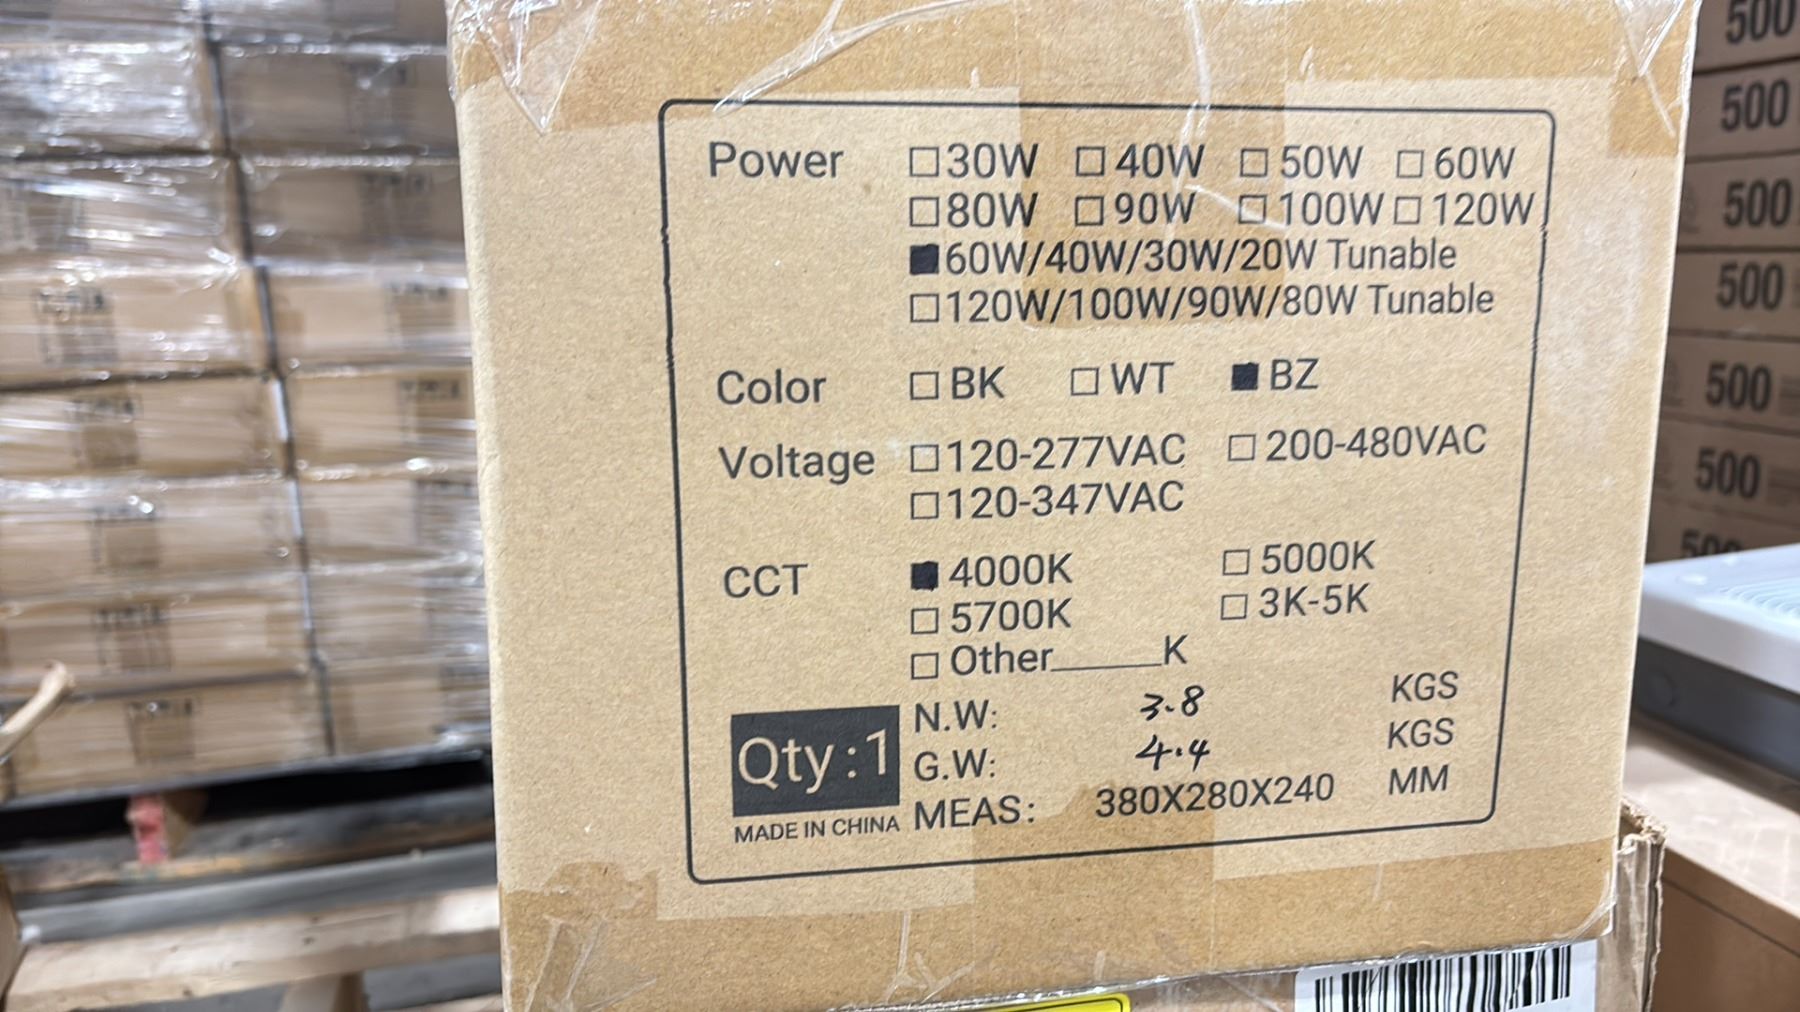 Power □30W □40W □50W □60W
□80W □90W □100W □120W
■60W/40W/30W/20W Tunable
□120W/100W/90W/80W Tunable
Color □BK □WT ■BZ
Voltage □120-277VAC □200-480VAC
□120-347VAC
CCT ■4000K □5000K
□5700K □3K-5K
□Other______K
N.W: 3.8 KGS
Qty:1 G.W: 4.4 KGS
MADE IN CHINA MEAS: 380X280X240 MM
500
500
500
500
500
500
500